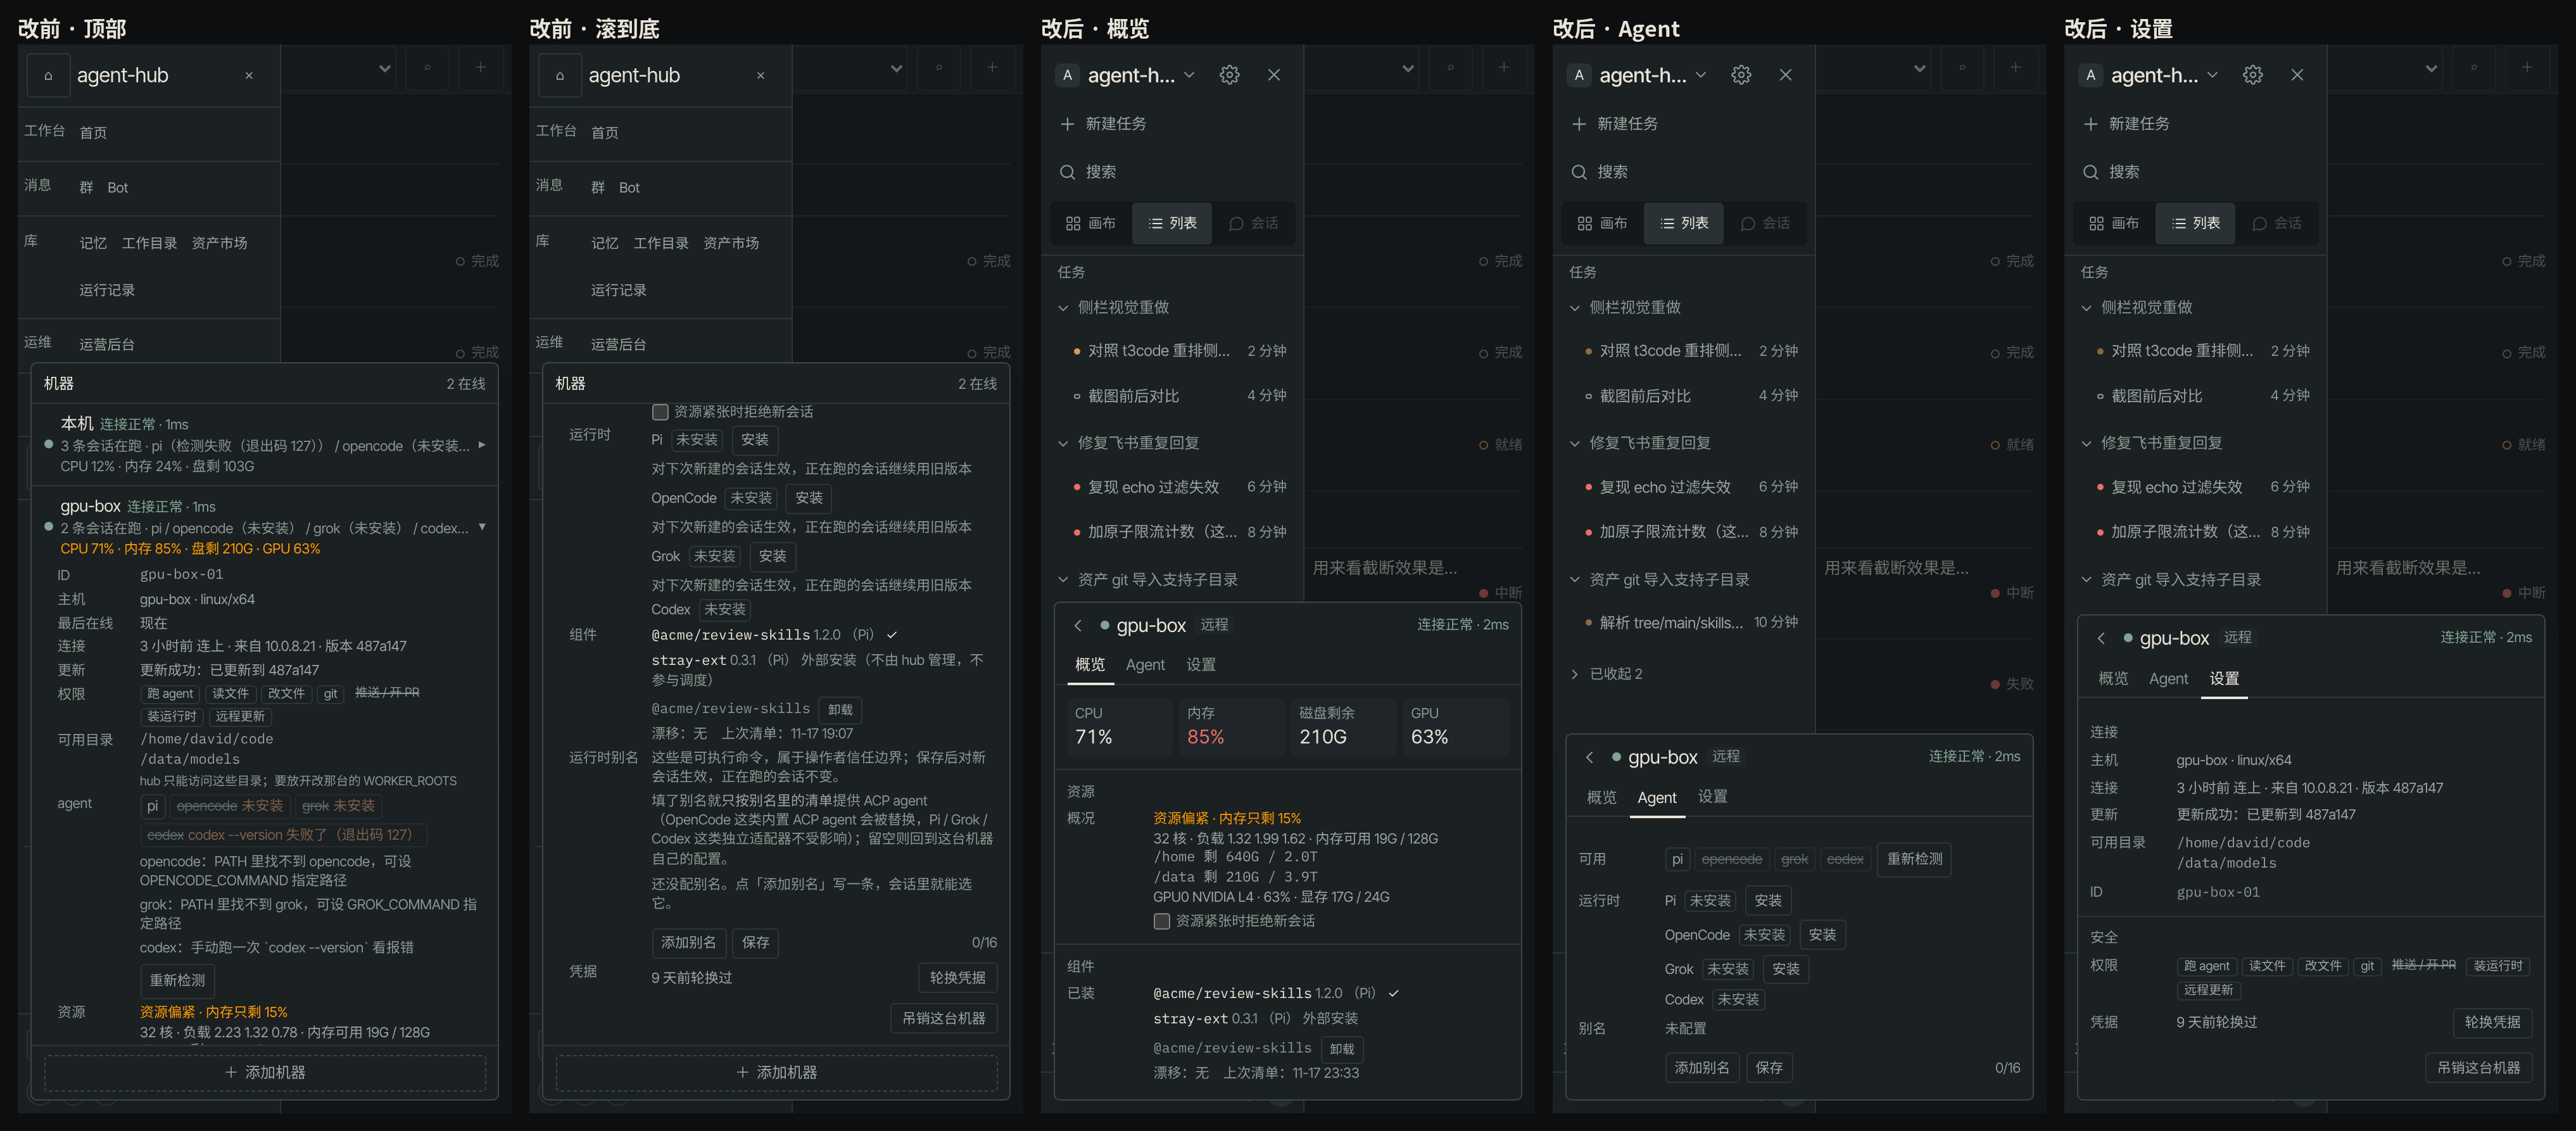 改前 · 顶部
agent-hub ×
工作台 首页
消息 群 Bot
库 记忆 工作目录 资产市场
运行记录
运维 运营后台
完成
完成
机器 2 在线
本机 连接正常 · 1ms
3 条会话在跑 · pi（检测失败（退出码 127）） / opencode（未安装...
CPU 12% · 内存 24% · 盘剩 103G
gpu-box 连接正常 · 1ms
2 条会话在跑 · pi / opencode（未安装） / grok（未安装） / codex...
CPU 71% · 内存 85% · 盘剩 210G · GPU 63%
ID gpu-box-01
主机 gpu-box · linux/x64
最后在线 现在
连接 3 小时前 连上 · 来自 10.0.8.21 · 版本 487a147
更新 更新成功：已更新到 487a147
权限 跑 agent 读文件 改文件 git 推送 / 开 PR
装运行时 远程更新
可用目录 /home/david/code
/data/models
hub 只能访问这些目录；要放开改那台的 WORKER_ROOTS
agent pi opencode 未安装 grok 未安装
codex codex --version 失败了（退出码 127）
opencode：PATH 里找不到 opencode，可设
OPENCODE_COMMAND 指定路径
grok：PATH 里找不到 grok，可设 GROK_COMMAND 指
定路径
codex：手动跑一次 `codex --version` 看报错
重新检测
资源 资源偏紧 · 内存只剩 15%
32 核 · 负载 2.23 1.32 0.78 · 内存可用 19G / 128G
+ 添加机器
改前 · 滚到底
agent-hub ×
工作台 首页
消息 群 Bot
库 记忆 工作目录 资产市场
运行记录
运维 运营后台
完成
完成
机器 2 在线
资源紧张时拒绝新会话
运行时 Pi 未安装 安装
对下次新建的会话生效，正在跑的会话继续用旧版本
OpenCode 未安装 安装
对下次新建的会话生效，正在跑的会话继续用旧版本
Grok 未安装 安装
对下次新建的会话生效，正在跑的会话继续用旧版本
Codex 未安装
组件 @acme/review-skills 1.2.0 （Pi） ✓
stray-ext 0.3.1 （Pi） 外部安装（不由 hub 管理，不
参与调度）
@acme/review-skills 卸载
漂移：无 上次清单：11-17 19:07
运行时别名 这些是可执行命令，属于操作者信任边界；保存后对新
会话生效，正在跑的会话不变。
填了别名就只按别名里的清单提供 ACP agent
（OpenCode 这类内置 ACP agent 会被替换，Pi / Grok /
Codex 这类独立适配器不受影响）；留空则回到这台机器
自己的配置。
还没配别名。点「添加别名」写一条，会话里就能选
它。
添加别名 保存 0/16
凭据 9 天前轮换过 轮换凭据
吊销这台机器
+ 添加机器
改后 · 概览
A agent-h...
新建任务
搜索
画布 列表 会话
任务
侧栏视觉重做
对照 t3code 重排侧... 2 分钟
截图前后对比 4 分钟
修复飞书重复回复
复现 echo 过滤失效 6 分钟
加原子限流计数（这... 8 分钟
资产 git 导入支持子目录
完成
完成
就绪
用来看截断效果是...
中断
gpu-box 远程 连接正常 · 2ms
概览 Agent 设置
CPU 内存 磁盘剩余 GPU
71% 85% 210G 63%
资源
概况 资源偏紧 · 内存只剩 15%
32 核 · 负载 1.32 1.99 1.62 · 内存可用 19G / 128G
/home 剩 640G / 2.0T
/data 剩 210G / 3.9T
GPU0 NVIDIA L4 · 63% · 显存 17G / 24G
资源紧张时拒绝新会话
组件
已装 @acme/review-skills 1.2.0 （Pi） ✓
stray-ext 0.3.1 （Pi） 外部安装
@acme/review-skills 卸载
漂移：无 上次清单：11-17 23:33
改后 · Agent
A agent-h...
新建任务
搜索
画布 列表 会话
任务
侧栏视觉重做
对照 t3code 重排侧... 2 分钟
截图前后对比 4 分钟
修复飞书重复回复
复现 echo 过滤失效 6 分钟
加原子限流计数（这... 8 分钟
资产 git 导入支持子目录
解析 tree/main/skills... 10 分钟
已收起 2
完成
完成
就绪
用来看截断效果是...
中断
失败
gpu-box 远程 连接正常 · 2ms
概览 Agent 设置
可用 pi opencode grok codex 重新检测
运行时 Pi 未安装 安装
OpenCode 未安装 安装
Grok 未安装 安装
Codex 未安装
别名 未配置
添加别名 保存 0/16
改后 · 设置
A agent-h...
新建任务
搜索
画布 列表 会话
任务
侧栏视觉重做
对照 t3code 重排侧... 2 分钟
截图前后对比 4 分钟
修复飞书重复回复
复现 echo 过滤失效 6 分钟
加原子限流计数（这... 8 分钟
资产 git 导入支持子目录
完成
完成
就绪
用来看截断效果是...
中断
gpu-box 远程 连接正常 · 2ms
概览 Agent 设置
连接
主机 gpu-box · linux/x64
连接 3 小时前 连上 · 来自 10.0.8.21 · 版本 487a147
更新 更新成功：已更新到 487a147
可用目录 /home/david/code
/data/models
ID gpu-box-01
安全
权限 跑 agent 读文件 改文件 git 推送 / 开 PR 装运行时
远程更新
凭据 9 天前轮换过 轮换凭据
吊销这台机器